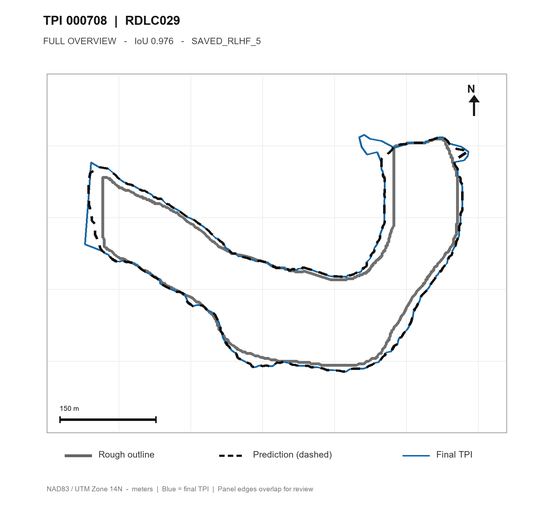 TPI 000708 | RDLC029
FULL OVERVIEW - IoU 0.976 - SAVED_RLHF_5
N
150 m
Rough outline
Prediction (dashed)
Final TPI
NAD83 / UTM Zone 14N - meters | Blue = final TPI | Panel edges overlap for review